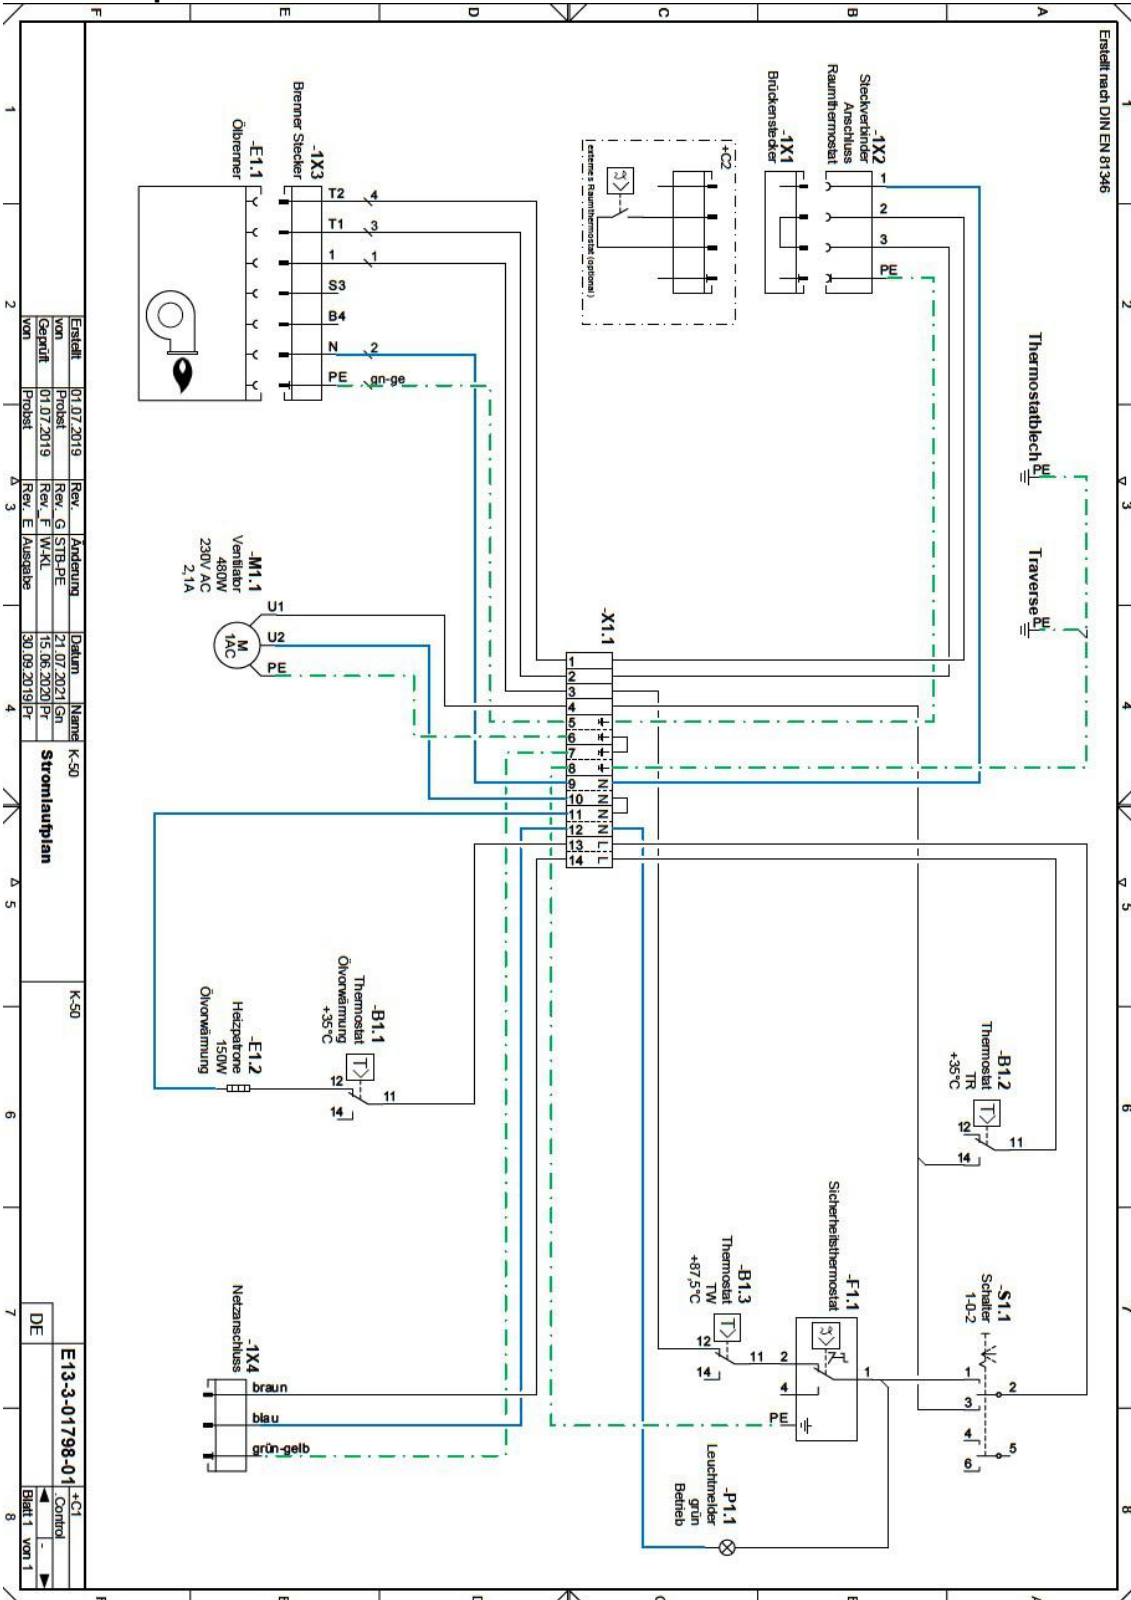 Erstellt nach DIN EN 81346
F
E
D
C
B
A
1
2
3
4
5
6
7
8
-1X2
Steckverbinder
Anschluss
Raumthermostat
1
2
3
PE
-1X1
Brückenstecker
+C2
externes Raumthermostat (optional)
-1X3
Brenner Stecker
-E1.1
Ölbrenner
T2 4
T1 3
1 1
S3
B4
N 2
PE gn-ge
Thermostatblech
PE
Traverse
PE
-M1.1
Ventilator
480W
230V AC
2,1A
U1
U2
PE
M
1AC
-X1.1
1
2
3
4
5
6
7
8
9 N
10 N
11 N
12 N
13 L
14 L
-B1.1
Thermostat
Ölvorwärmung
+35°C
12
11
14
-E1.2
Heizpatrone
150W
Ölvorwärmung
-B1.2
Thermostat
TR
+35°C
12
11
14
-F1.1
Sicherheitsthermostat
2
1
4
PE
-B1.3
Thermostat
TW
+87,5°C
12
11
14
-S1.1
Schalter
1-0-2
1
2
3
4
5
6
-P1.1
Leuchtmelder
grün
Betrieb
-1X4
Netzanschluss
braun
blau
grün-gelb
Erstellt 01.07.2019 Rev. Änderung Datum Name
von Probst Rev. G STB-PE 21.07.2021 Gn
Geprüft 01.07.2019 Rev. F W-KL 15.06.2020 Pr
von Probst Rev. E Ausgabe 30.09.2019 Pr
K-50
Stromlaufplan
K-50
DE
E13-3-01798-01
+C1
Control
-
Blatt 1 von 1